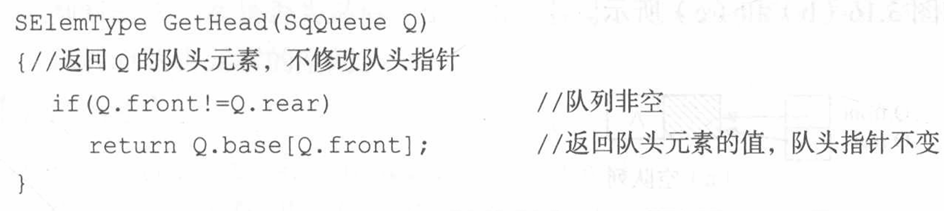 SElemType GetHead(SqQueue Q)
{//返回Q的队头元素，不修改队头指针
if(Q.front!=Q.rear) //队列非空
return Q.base[Q.front]; //返回队头元素的值，队头指针不变
}